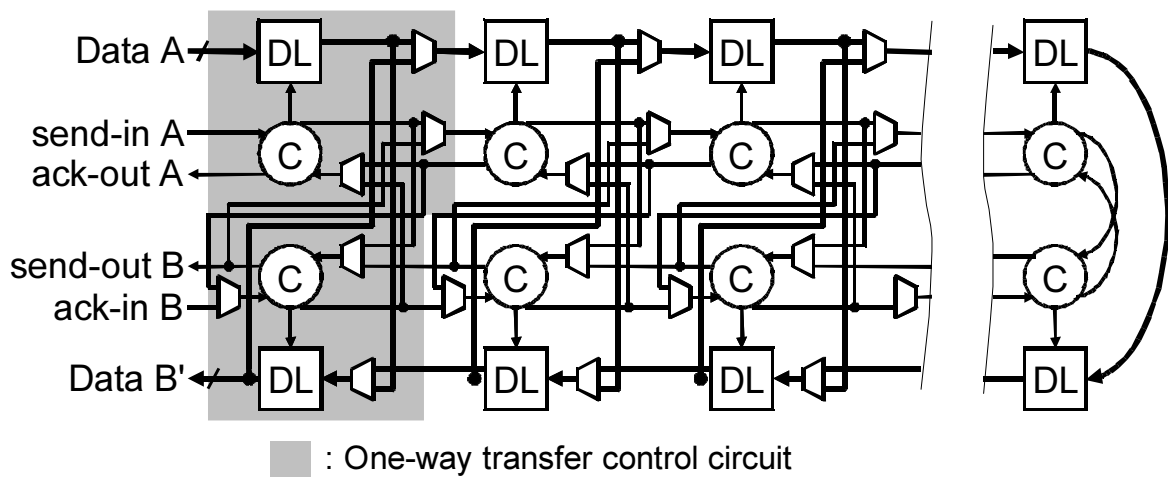 Data A
DL
DL
DL
DL
send-in A
C
C
C
C
ack-out A
send-out B
C
C
C
C
ack-in B
Data B'
DL
DL
DL
DL
: One-way transfer control circuit